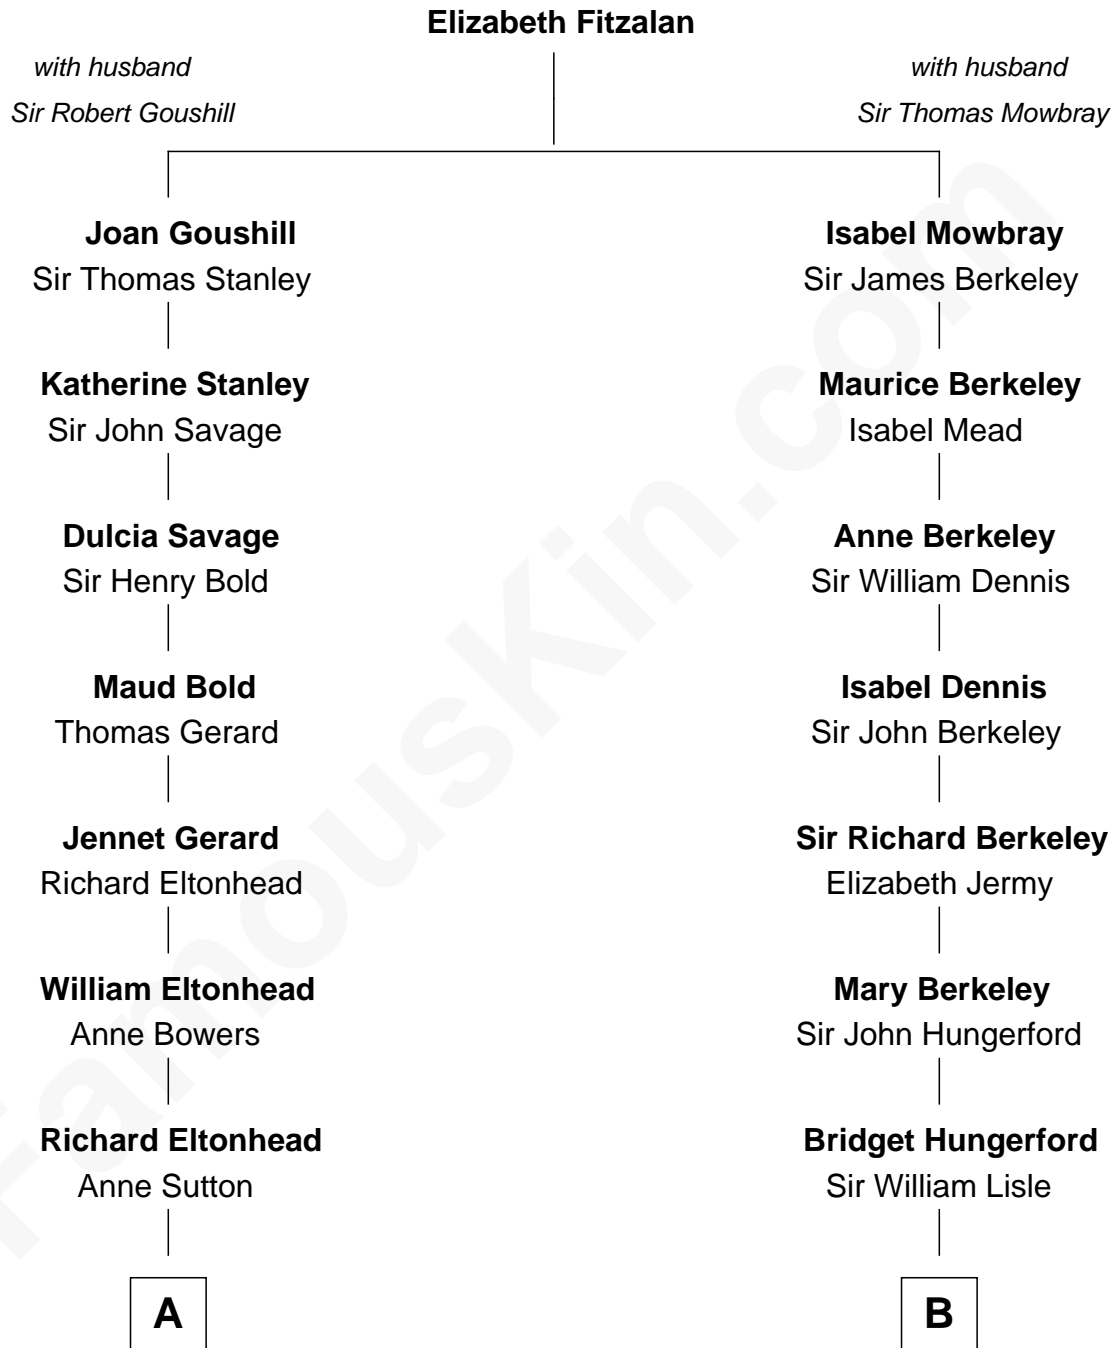 Elizabeth Fitzalan
with husband
Sir Robert Goushill
with husband
Sir Thomas Mowbray
Joan Goushill
Sir Thomas Stanley
Isabel Mowbray
Sir James Berkeley
Katherine Stanley
Sir John Savage
Maurice Berkeley
Isabel Mead
Dulcia Savage
Sir Henry Bold
Anne Berkeley
Sir William Dennis
Maud Bold
Thomas Gerard
Isabel Dennis
Sir John Berkeley
Jennet Gerard
Richard Eltonhead
Sir Richard Berkeley
Elizabeth Jermy
William Eltonhead
Anne Bowers
Mary Berkeley
Sir John Hungerford
Richard Eltonhead
Anne Sutton
Bridget Hungerford
Sir William Lisle
A
B
FamousKin.com